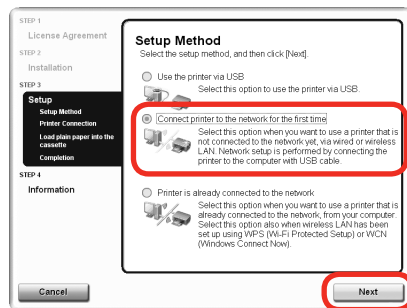 STEP 1
License Agreement
STEP 2
Installation
STEP 3
Setup
Setup Method
Printer Connection
Load plain paper into the
cassette
Completion
STEP 4
Information
Setup Method
Select the setup method, and then click [Next].
Use the printer via USB
Select this option to use the printer via USB.
Connect printer to the network for the first time
Select this option when you want to use a printer that is
not connected to the network yet, via wired or wireless
LAN. Network setup is performed by connecting the
printer to the computer with USB cable.
Printer is already connected to the network
Select this option when you want to use a printer that is
already connected to the network, from your computer.
Select this option also when wireless LAN has been
set up using WPS (Wi-Fi Protected Setup) or WCN
(Windows Connect Now).
Cancel
Next